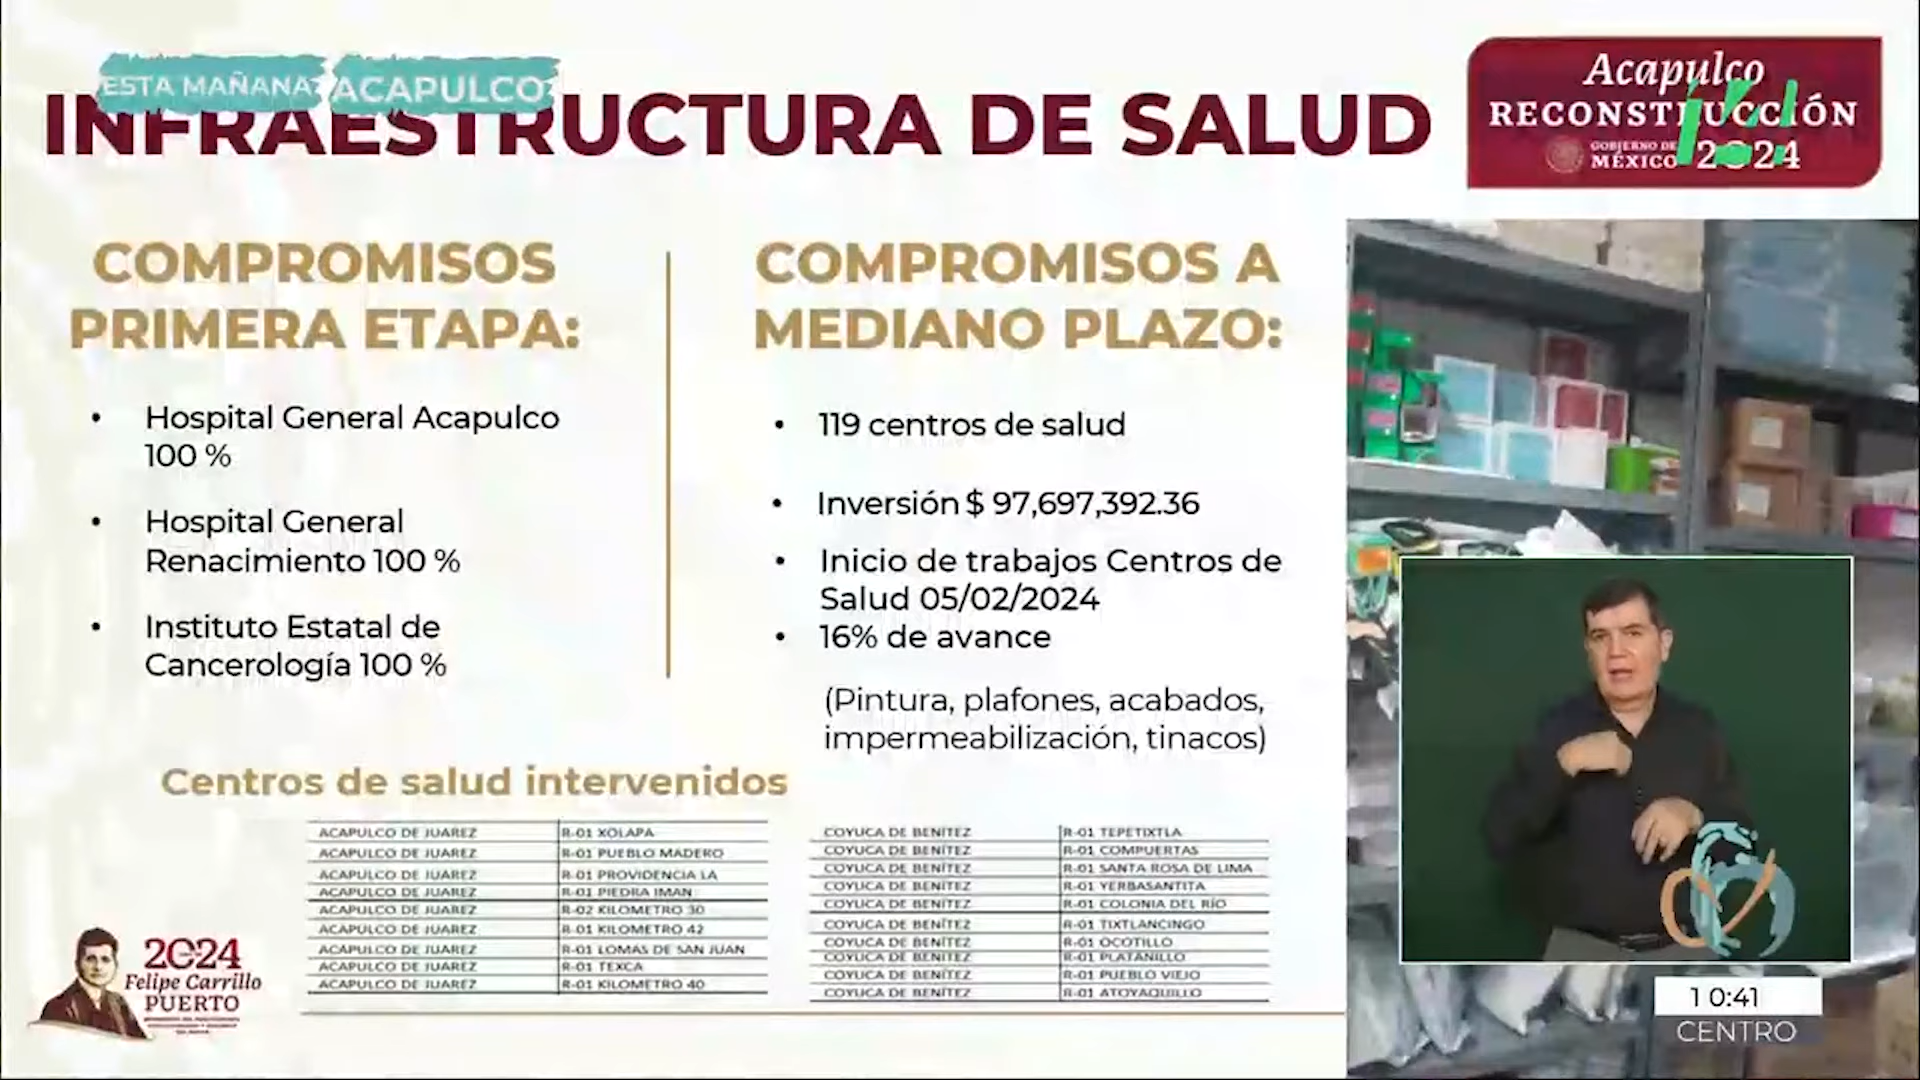 ESTA MAÑANA ACAPULCO
INFRAESTRUCTURA DE SALUD
Acapulco
RECONSTRUCCIÓN
GOBIERNO DE
MÉXICO
2024
COMPROMISOS
PRIMERA ETAPA:
• Hospital General Acapulco
100 %
• Hospital General
Renacimiento 100 %
• Instituto Estatal de
Cancerología 100 %
COMPROMISOS A
MEDIANO PLAZO:
• 119 centros de salud
• Inversión $ 97,697,392.36
• Inicio de trabajos Centros de
Salud 05/02/2024
• 16% de avance
(Pintura, plafones, acabados,
impermeabilización, tinacos)
Centros de salud intervenidos
ACAPULCO DE JUAREZ R-01 XOLAPA
ACAPULCO DE JUAREZ R-01 PUEBLO MADERO
ACAPULCO DE JUAREZ R-01 PROVIDENCIA LA
ACAPULCO DE JUAREZ R-01 PIEDRA IMAN
ACAPULCO DE JUAREZ R-02 KILOMETRO 30
ACAPULCO DE JUAREZ R-01 KILOMETRO 42
ACAPULCO DE JUAREZ R-01 LOMAS DE SAN JUAN
ACAPULCO DE JUAREZ R-01 TEXCA
ACAPULCO DE JUAREZ R-01 KILOMETRO 40
COYUCA DE BENÍTEZ R-01 TEPETIXTLA
COYUCA DE BENÍTEZ R-01 COMPUERTAS
COYUCA DE BENÍTEZ R-01 SANTA ROSA DE LIMA
COYUCA DE BENÍTEZ R-01 YERBASANTITA
COYUCA DE BENÍTEZ R-01 COLONIA DEL RÍO
COYUCA DE BENÍTEZ R-01 TIXTLANCINGO
COYUCA DE BENÍTEZ R-01 OCOTILLO
COYUCA DE BENÍTEZ R-01 PLATANILLO
COYUCA DE BENÍTEZ R-01 PUEBLO VIEJO
COYUCA DE BENÍTEZ R-01 ATOYAQUILLO
2024
Felipe Carrillo
PUERTO
10:41
CENTRO